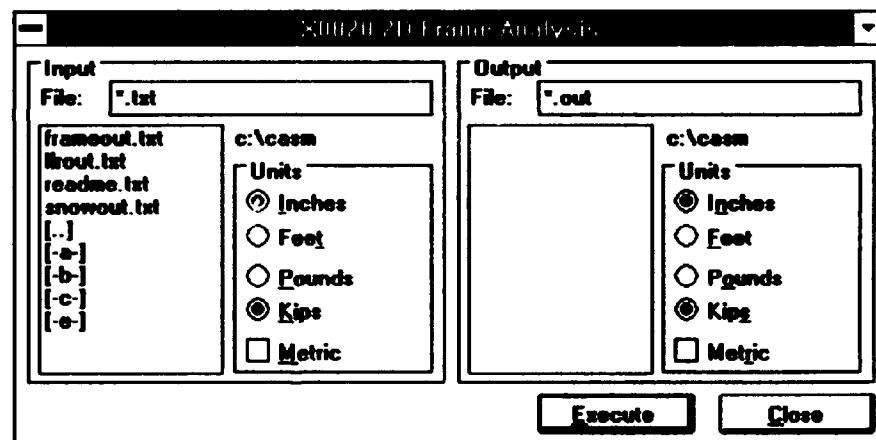 X0020 2D Frame Analysis
Input
File: *.txt
frameout.txt
llrout.txt
readme.txt
snowout.txt
[..]
[-a-]
[-b-]
[-c-]
[-e-]
c:\casm
Units
Inches
Feet
Pounds
Kips
Metric
Output
File: *.out
c:\casm
Units
Inches
Feet
Pounds
Kips
Metric
Execute
Close